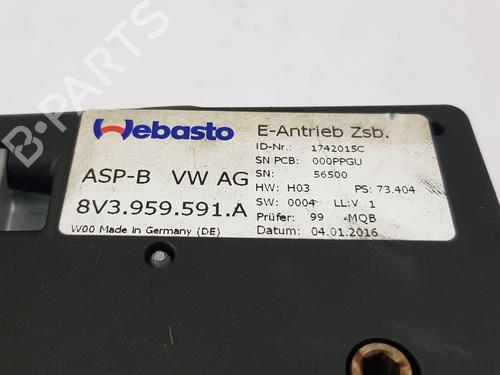 B-PARTS
Webasto
ASP-B VW AG
8V3.959.591.A
W00 Made in Germany (DE)
E-Antrieb Zsb.
ID-Nr.: 1742015C
SN PCB: 000PPGU
SN: 56500
HW: H03 PS: 73.404
SW: 0004 LL:V 1
Prüfer: 99 MQB
Datum: 04.01.2016